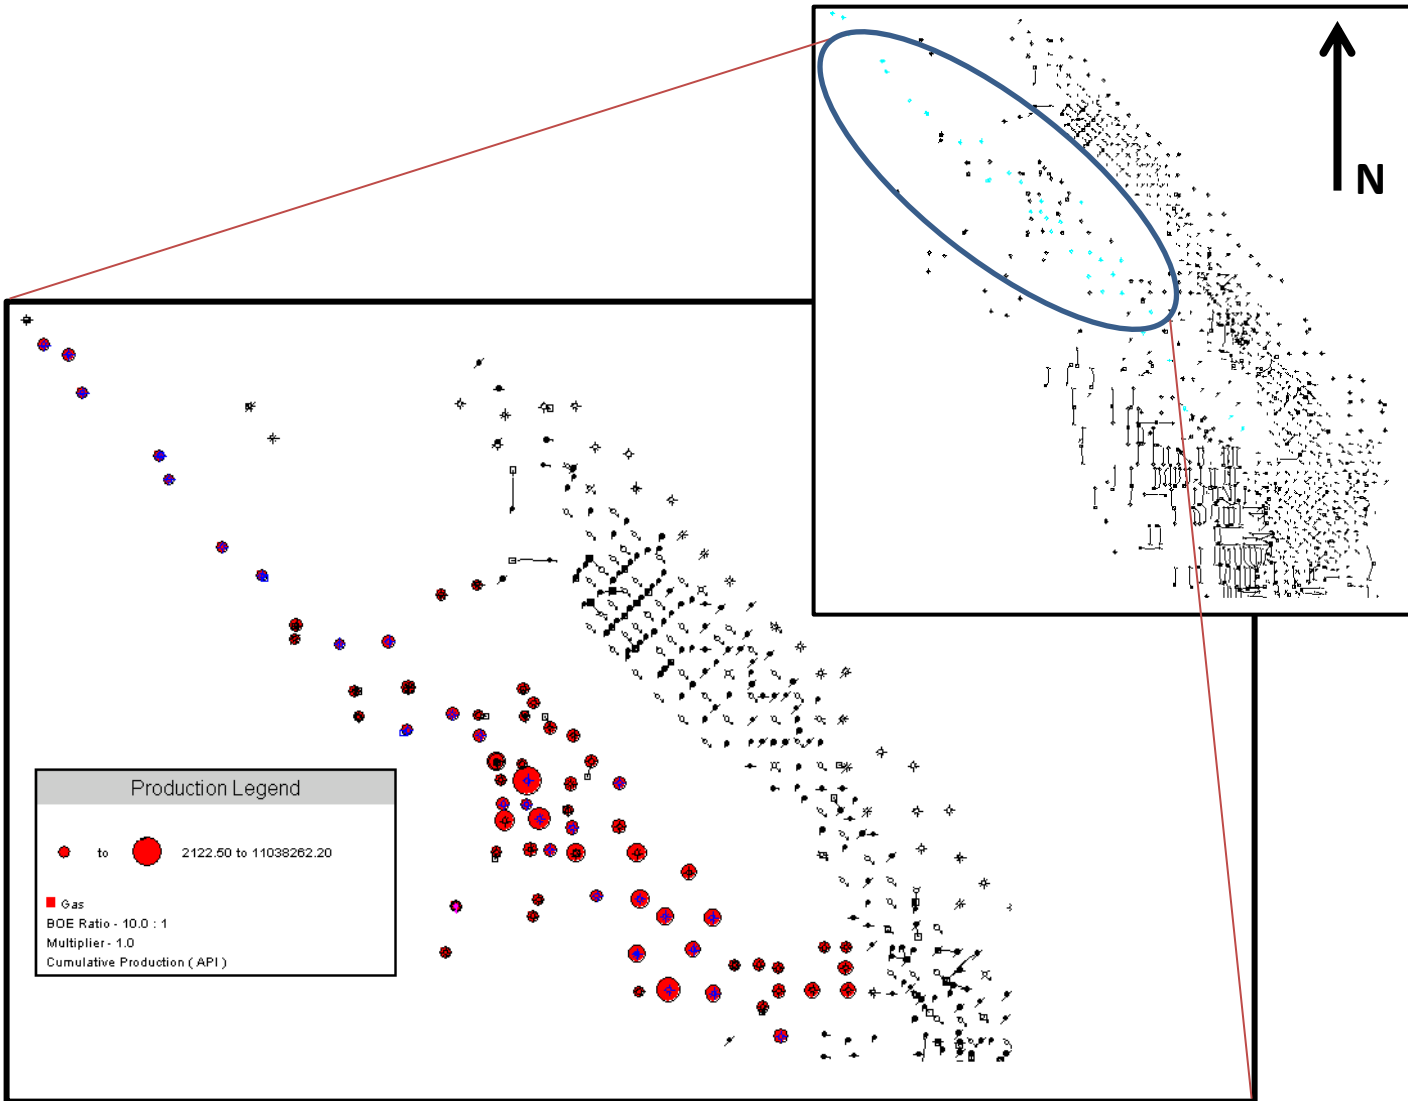 N
Production Legend
to 2122.50 to 11038262.20
Gas
BOE Ratio - 10.0 : 1
Multiplier - 1.0
Cumulative Production ( API )